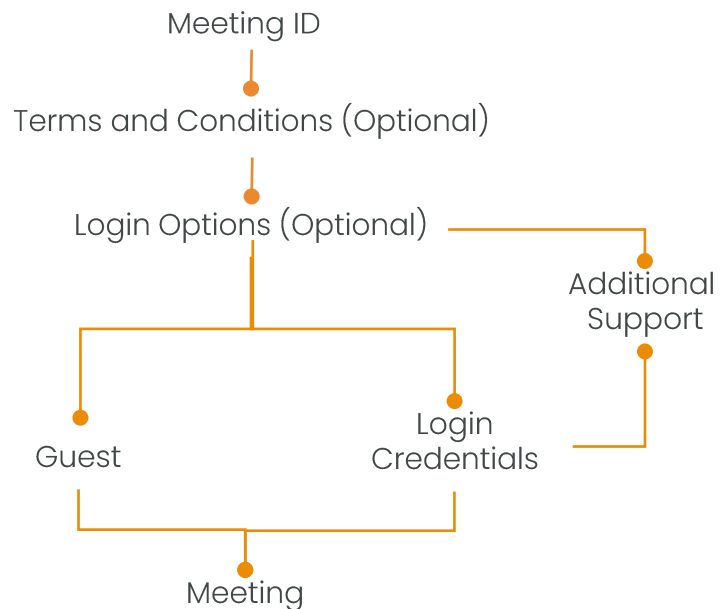 Meeting ID
Terms and Conditions (Optional)
Login Options (Optional)
Additional
Support
Login
Credentials
Guest
Meeting